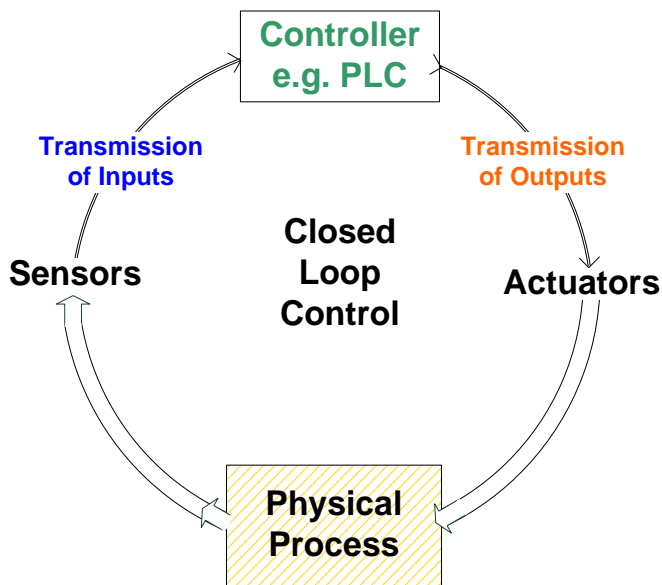 Controller
e.g. PLC
Transmission
of Inputs
Transmission
of Outputs
Closed
Loop
Control
Sensors
Actuators
Physical
Process